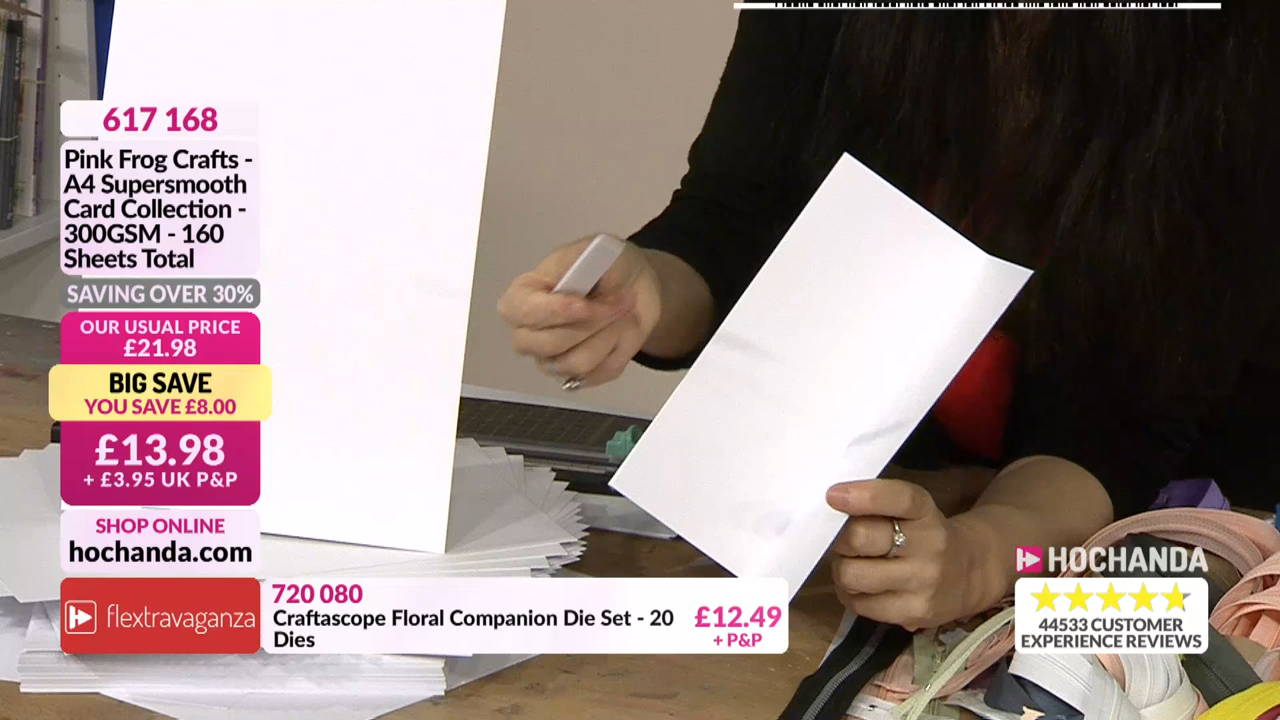 617 168
Pink Frog Crafts -
A4 Supersmooth
Card Collection -
300GSM - 160
Sheets Total
SAVING OVER 30%
OUR USUAL PRICE
£21.98
BIG SAVE
YOU SAVE £8.00
£13.98
+ £3.95 UK P&P
SHOP ONLINE
hochanda.com
flextravaganza
720 080
Craftascope Floral Companion Die Set - 20
Dies
£12.49
+ P&P
HOCHANDA
44533 CUSTOMER
EXPERIENCE REVIEWS